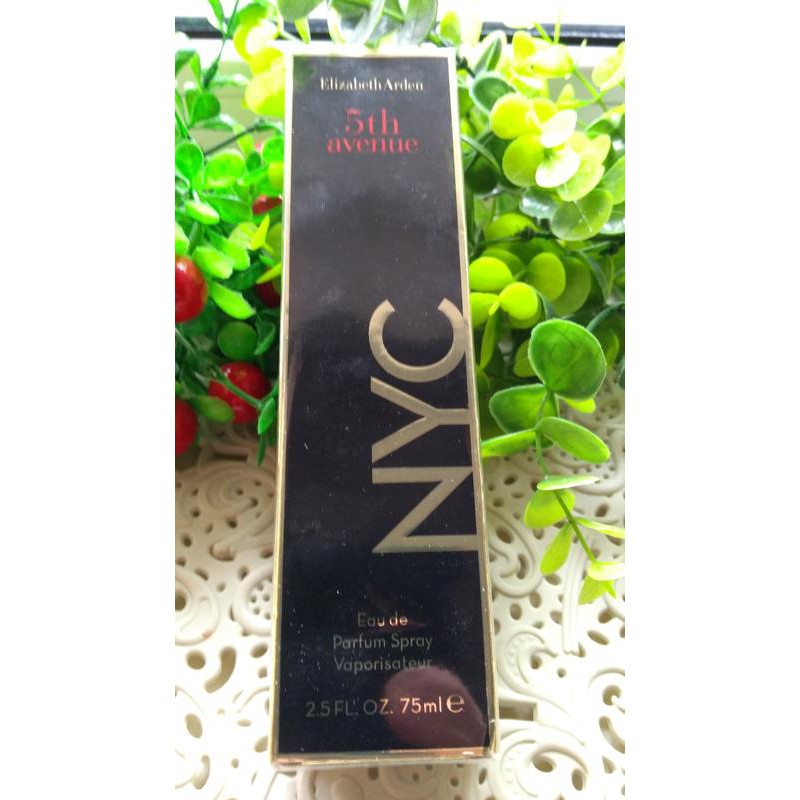 Elizabeth Arden
5th
avenue
NYC
Eau de
Parfum Spray
Vaporisateur
2.5 FL. OZ. 75ml e